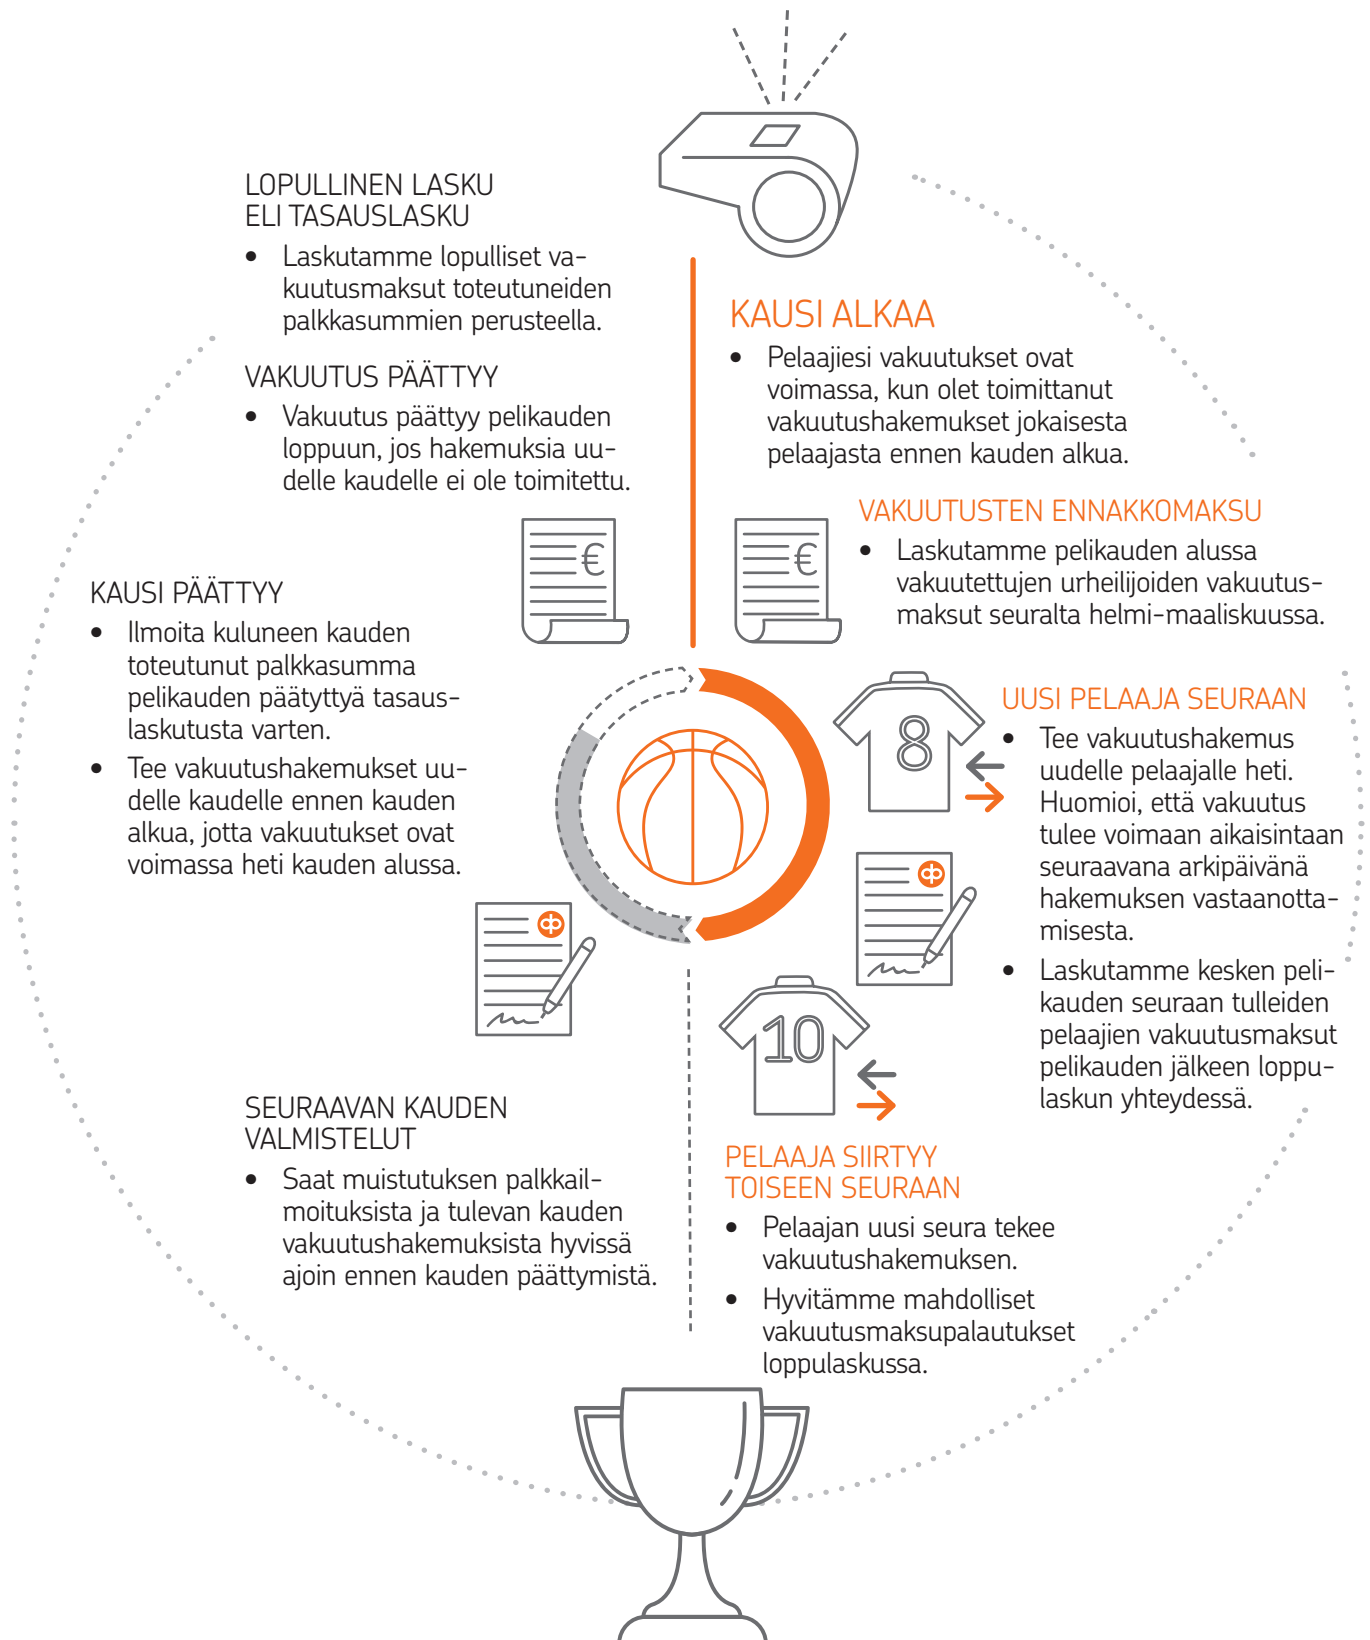 KAUSI ALKAA
• Pelaajiesi vakuutukset ovat
voimassa, kun olet toimittanut
vakuutushakemukset jokaisesta
pelaajasta ennen kauden alkua.
VAKUUTUSTEN ENNAKKOMAKSU
• Laskutamme pelikauden alussa
vakuutettujen urheilijoiden vakuutus-
maksut seuralta helmi-maaliskuussa.
€
UUSI PELAAJA SEURAAN
• Tee vakuutushakemus
uudelle pelaajalle heti.
Huomioi, että vakuutus
tulee voimaan aikaisintaan
seuraavana arkipäivänä
hakemuksen vastaanotta-
misesta.
• Laskutamme kesken peli-
kauden seuraan tulleiden
pelaajien vakuutusmaksut
pelikauden jälkeen loppu-
laskun yhteydessä.
8
10
PELAAJA SIIRTYY
TOISEEN SEURAAN
• Pelaajan uusi seura tekee
vakuutushakemuksen.
• Hyvitämme mahdolliset
vakuutusmaksupalautukset
loppulaskussa.
SEURAAVAN KAUDEN
VALMISTELUT
• Saat muistutuksen palkkail-
moituksista ja tulevan kauden
vakuutushakemuksista hyvissä
ajoin ennen kauden päättymistä.
KAUSI PÄÄTTYY
• Ilmoita kuluneen kauden
toteutunut palkkasumma
pelikauden päätyttyä tasaus-
laskutusta varten.
• Tee vakuutushakemukset uu-
delle kaudelle ennen kauden
alkua, jotta vakuutukset ovat
voimassa heti kauden alussa.
VAKUUTUS PÄÄTTYY
• Vakuutus päättyy pelikauden
loppuun, jos hakemuksia uu-
delle kaudelle ei ole toimitettu.
LOPULLINEN LASKU
ELI TASAUSLASKU
• Laskutamme lopulliset va-
kuutusmaksut toteutuneiden
palkkasummien perusteella.
€